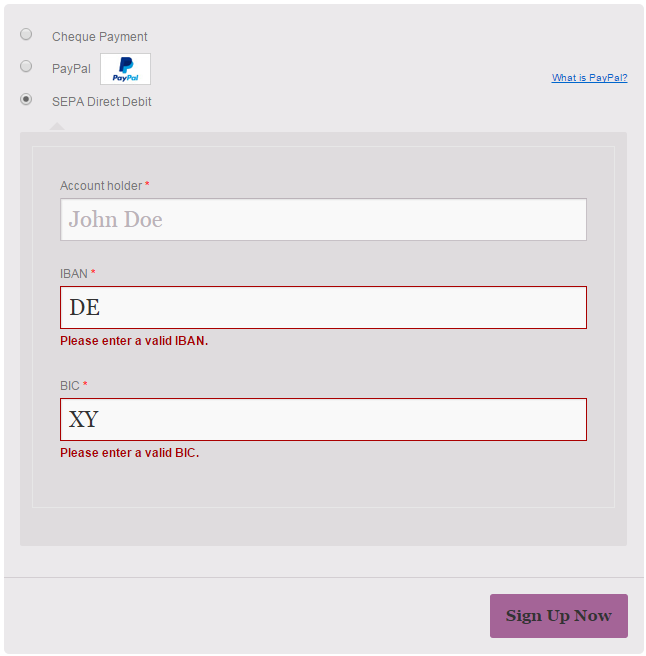 Cheque Payment
PayPal PayPal
What is PayPal?
SEPA Direct Debit
Account holder *
John Doe
IBAN *
DE
Please enter a valid IBAN.
BIC *
XY
Please enter a valid BIC.
Sign Up Now